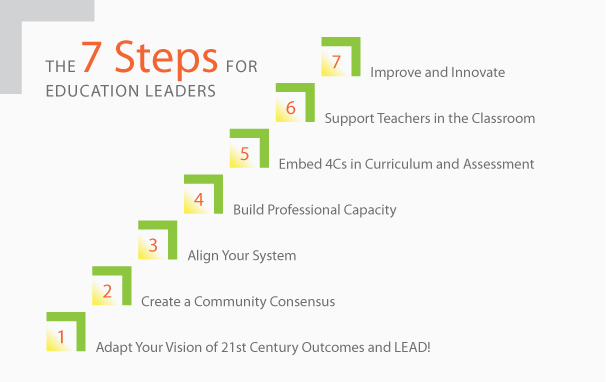 THE 7 Steps FOR
EDUCATION LEADERS
7 Improve and Innovate
6 Support Teachers in the Classroom
5 Embed 4Cs in Curriculum and Assessment
4 Build Professional Capacity
3 Align Your System
2 Create a Community Consensus
1 Adapt Your Vision of 21st Century Outcomes and LEAD!